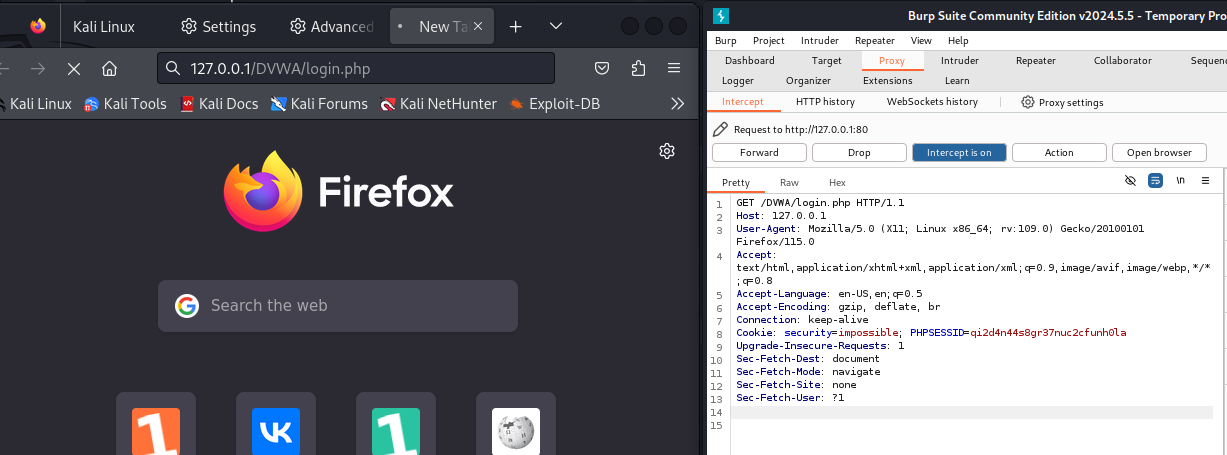 Kali Linux Settings Advanced New Ta
127.0.0.1/DVWA/login.php
Kali Linux Kali Tools Kali Docs Kali Forums Kali NetHunter Exploit-DB
Firefox
Search the web
Burp Suite Community Edition v2024.5.5 - Temporary Pro
Burp Project Intruder Repeater View Help
Dashboard Target Proxy Intruder Repeater Collaborator Sequenc
Logger Organizer Extensions Learn
Intercept HTTP history WebSockets history Proxy settings
Request to http://127.0.0.1:80
Forward Drop Intercept is on Action Open browser
Pretty Raw Hex \n
1 GET /DVWA/login.php HTTP/1.1
2 Host: 127.0.0.1
3 User-Agent: Mozilla/5.0 (X11; Linux x86_64; rv:109.0) Gecko/20100101
Firefox/115.0
4 Accept:
text/html,application/xhtml+xml,application/xml;q=0.9,image/avif,image/webp,*/*
;q=0.8
5 Accept-Language: en-US,en;q=0.5
6 Accept-Encoding: gzip, deflate, br
7 Connection: keep-alive
8 Cookie: security=impossible; PHPSESSID=qi2d4n44s8gr37nuc2cfunh0la
9 Upgrade-Insecure-Requests: 1
10 Sec-Fetch-Dest: document
11 Sec-Fetch-Mode: navigate
12 Sec-Fetch-Site: none
13 Sec-Fetch-User: ?1
14
15